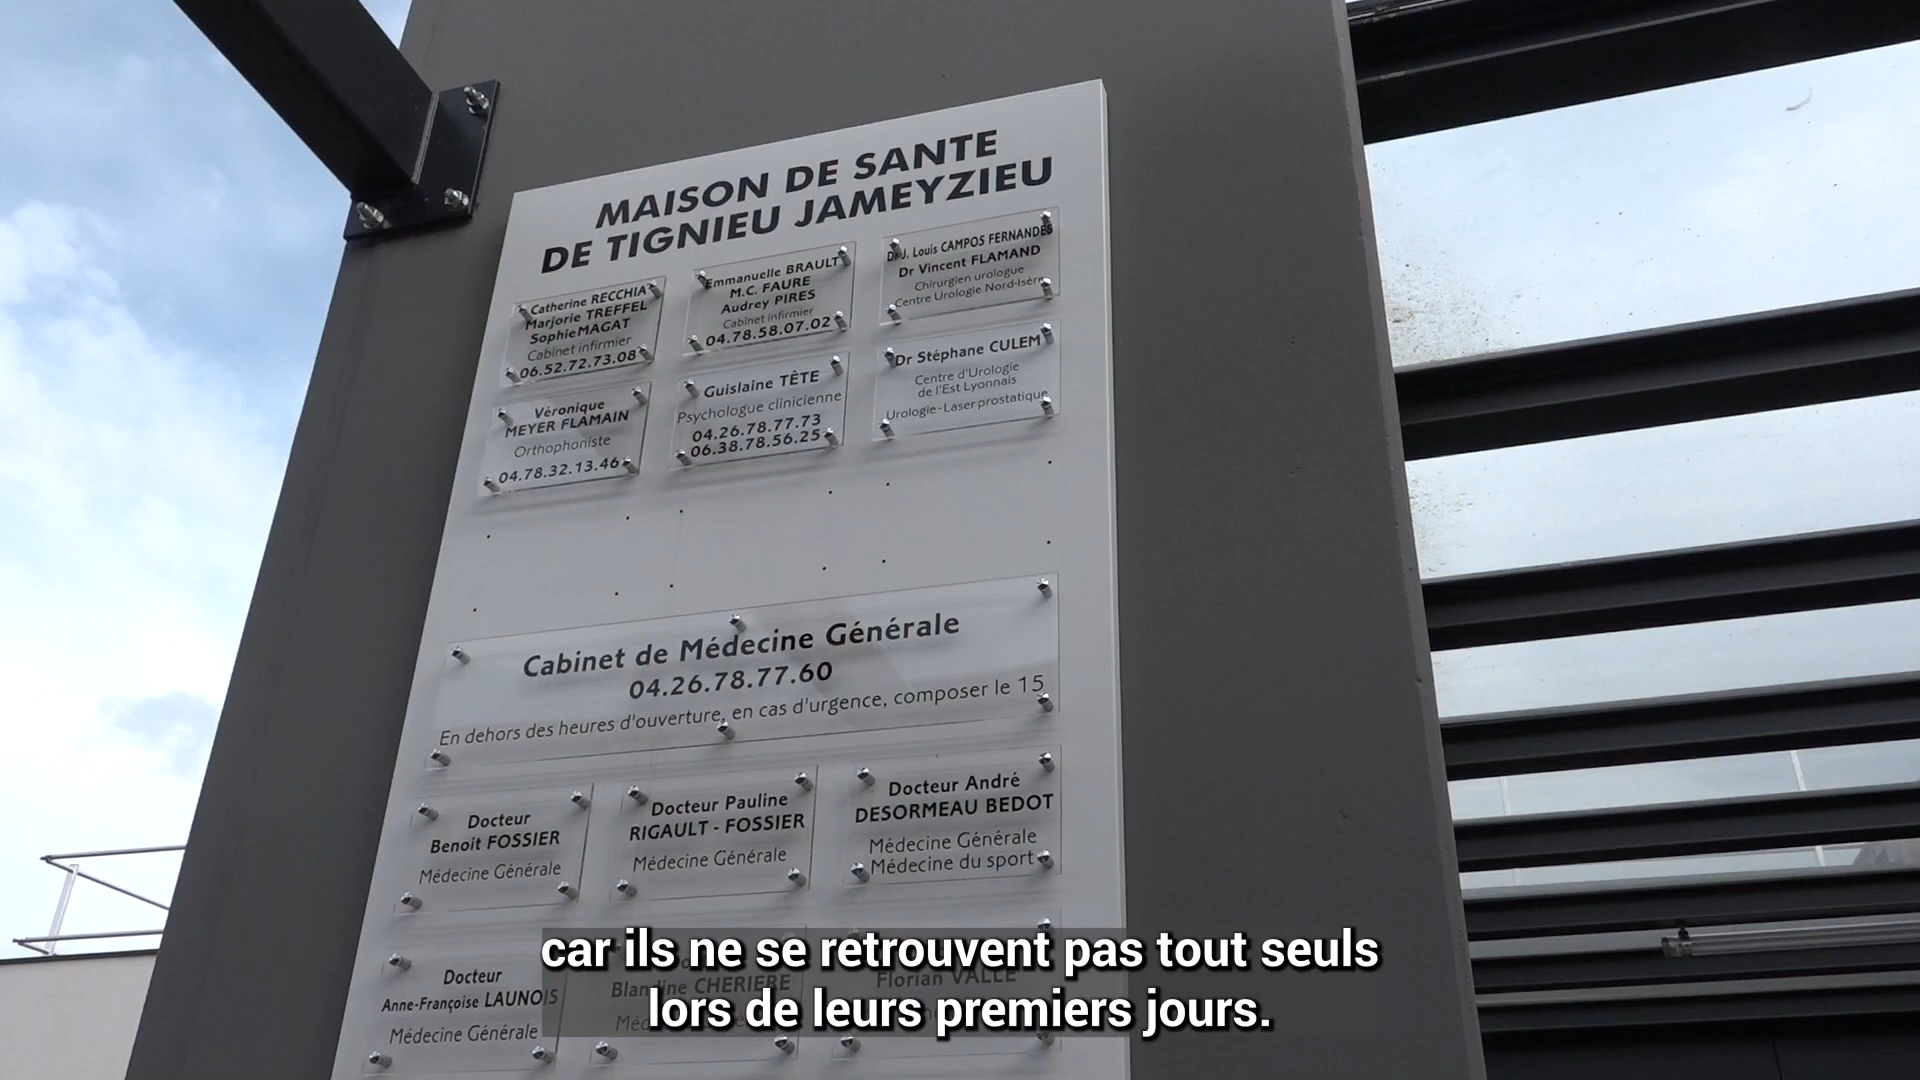 MAISON DE SANTE
DE TIGNIEU JAMEYZIEU
Catherine RECCHIA
Marjorie TREFFEL
Sophie MAGAT
Cabinet infirmier
06.52.72.73.08
Emmanuelle BRAULT
M.C. FAURE
Audrey PIRES
Cabinet infirmier
04.78.58.07.02
Dr J. Louis CAMPOS FERNANDES
Dr Vincent FLAMAND
Chirurgien urologue
Centre Urologie Nord-Isère
Véronique
MEYER FLAMAIN
Orthophoniste
04.78.32.13.46
Guislaine TÊTE
Psychologue clinicienne
04.26.78.77.73
06.38.78.56.25
Dr Stéphane CULEM
Centre d'Urologie
de l'Est Lyonnais
Urologie-Laser prostatique
Cabinet de Médecine Générale
04.26.78.77.60
En dehors des heures d'ouverture, en cas d'urgence, composer le 15
Docteur
Benoit FOSSIER
Médecine Générale
Docteur Pauline
RIGAULT - FOSSIER
Médecine Générale
Docteur André
DESORMEAU BEDOT
Médecine Générale
Médecine du sport
Docteur
Anne-Françoise LAUNOIS
Médecine Générale
Blandine CHERIERE
Florian VALLE
car ils ne se retrouvent pas tout seuls
lors de leurs premiers jours.